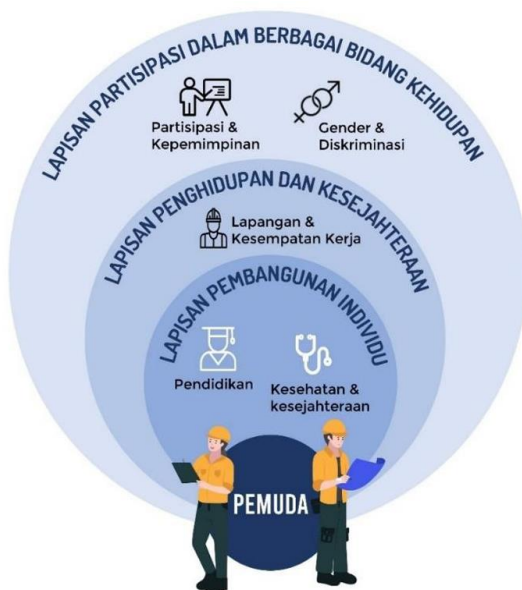 LAPISAN PARTISIPASI DALAM BERBAGAI BIDANG KEHIDUPAN
Partisipasi &
Kepemimpinan
Gender &
Diskriminasi
LAPISAN PENGHIDUPAN DAN KESEJAHTERAAN
Lapangan &
Kesempatan Kerja
LAPISAN PEMBANGUNAN INDIVIDU
Pendidikan
Kesehatan &
kesejahteraan
PEMUDA